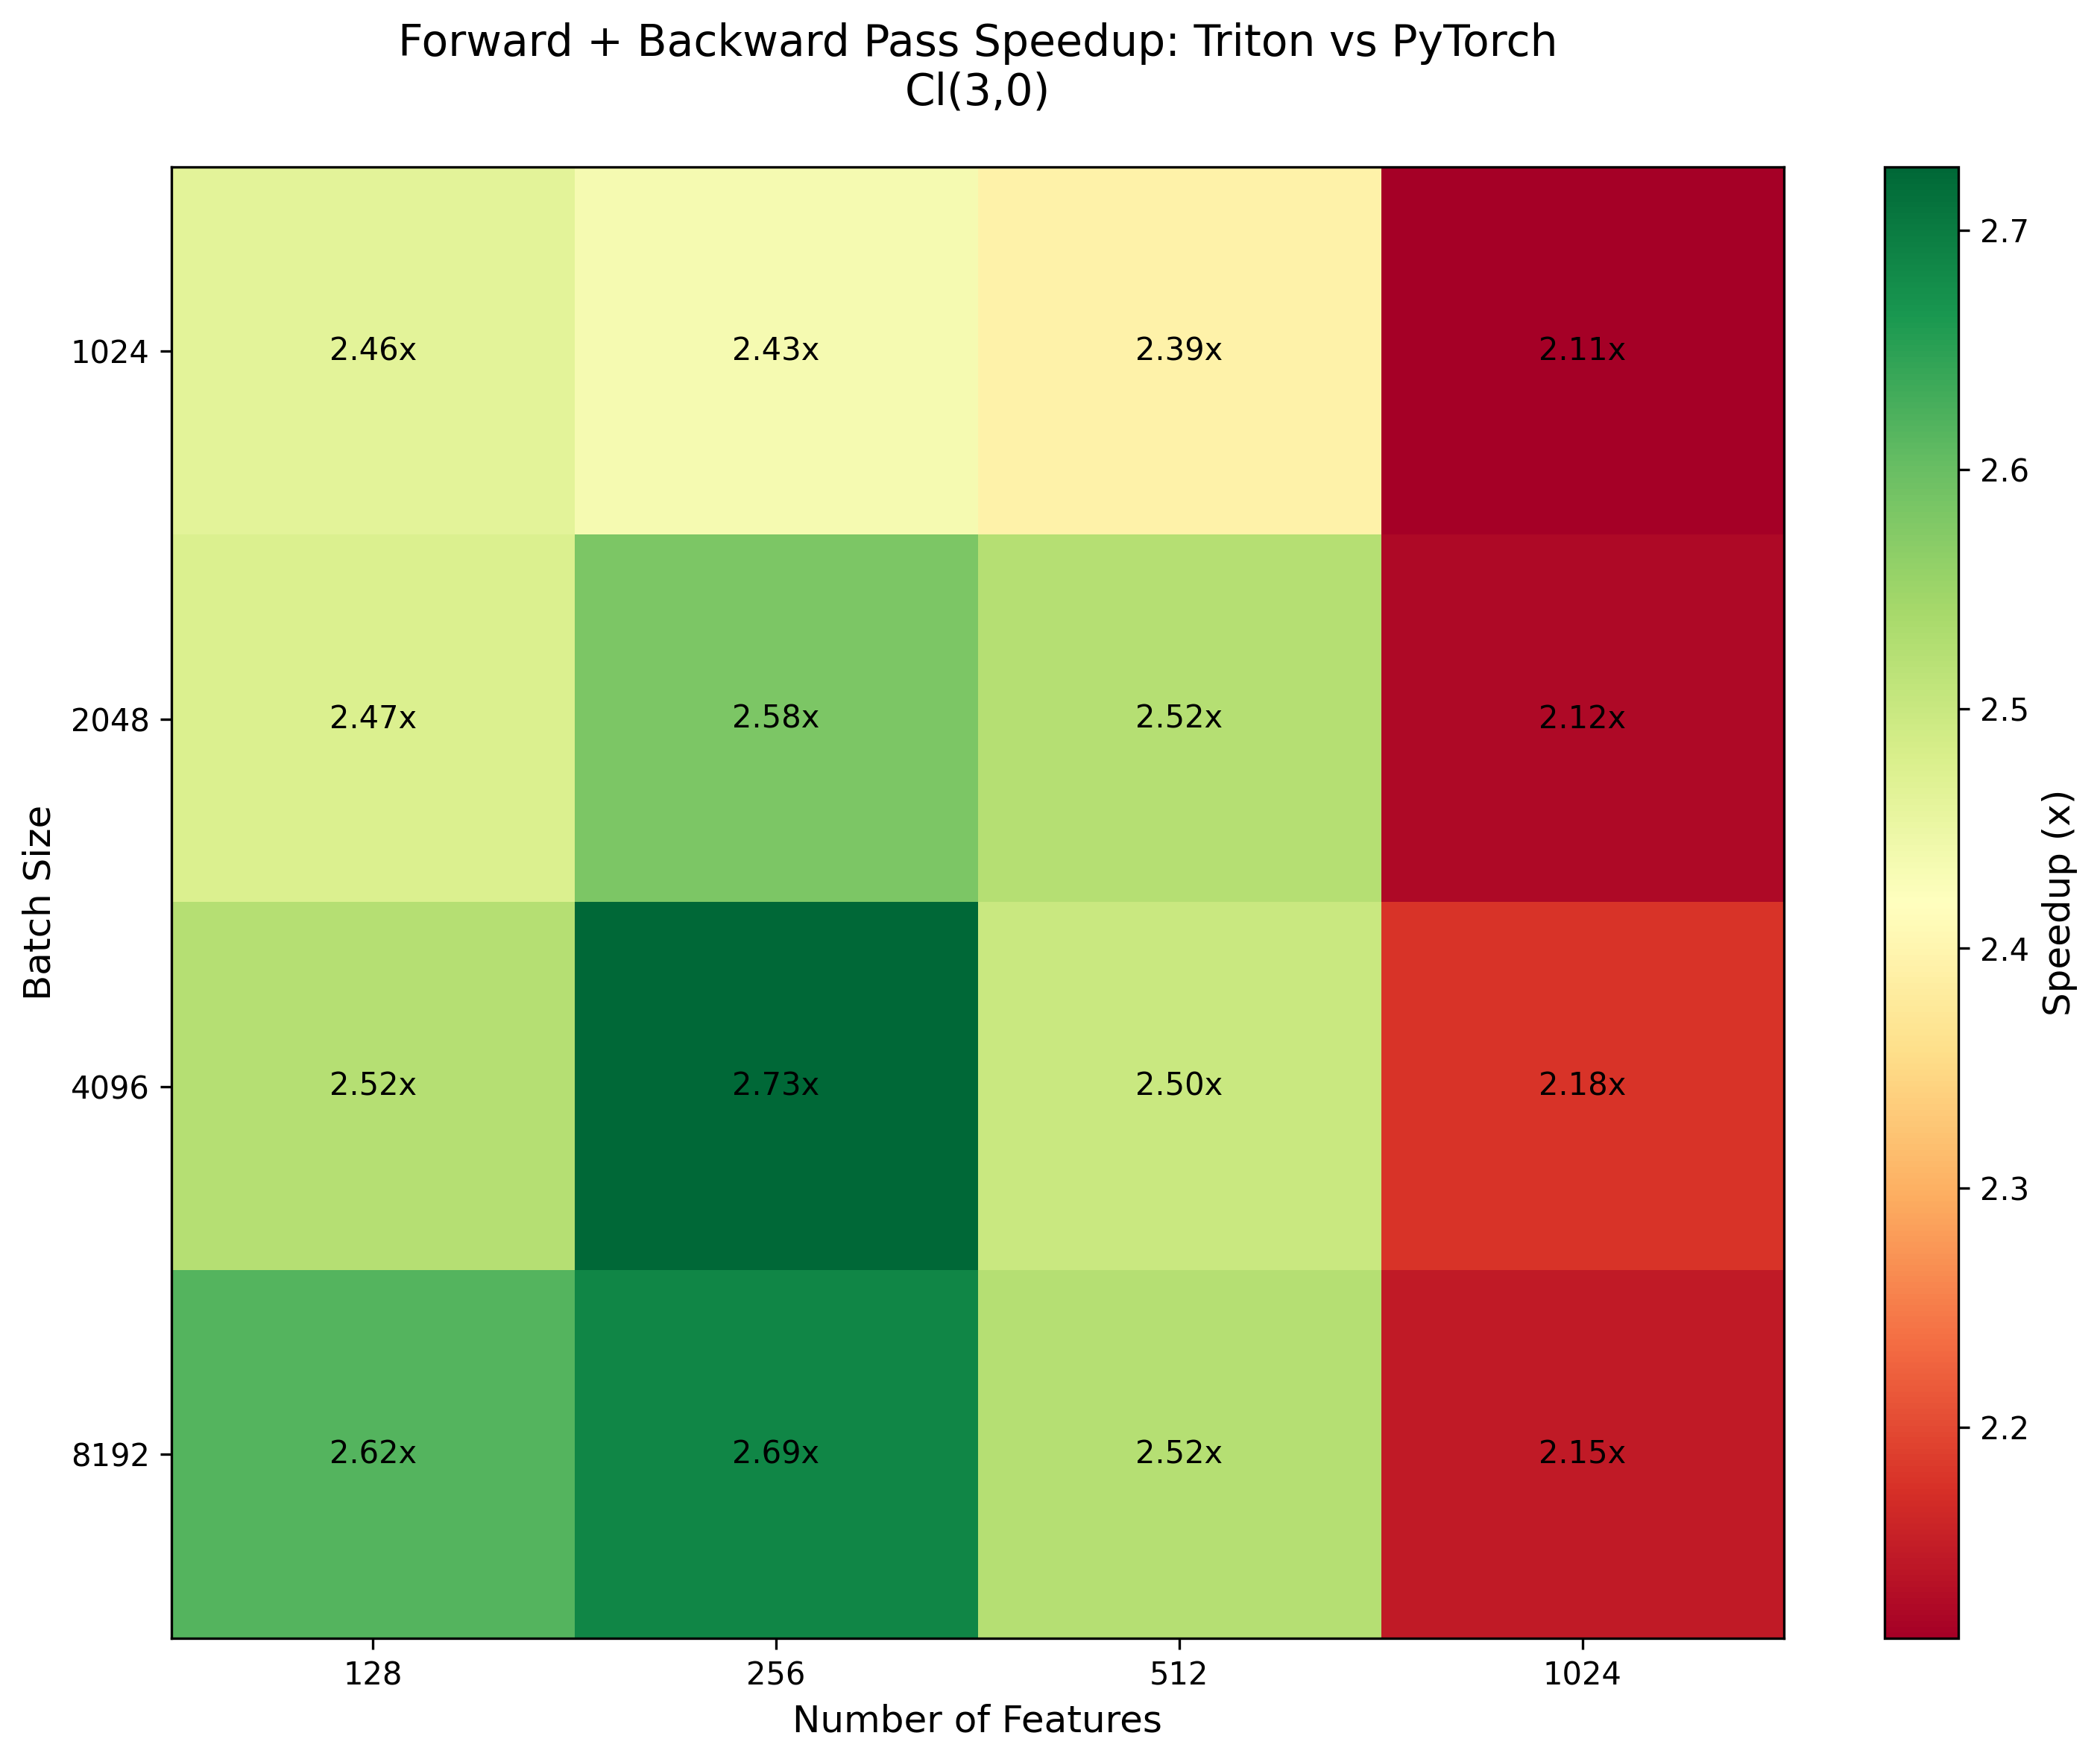 Forward + Backward Pass Speedup: Triton vs PyTorch
Cl(3,0)
Batch Size
1024 2.46x 2.43x 2.39x 2.11x
2048 2.47x 2.58x 2.52x 2.12x
4096 2.52x 2.73x 2.50x 2.18x
8192 2.62x 2.69x 2.52x 2.15x
128 256 512 1024
Number of Features
2.7
2.6
2.5
2.4
2.3
2.2
Speedup (x)